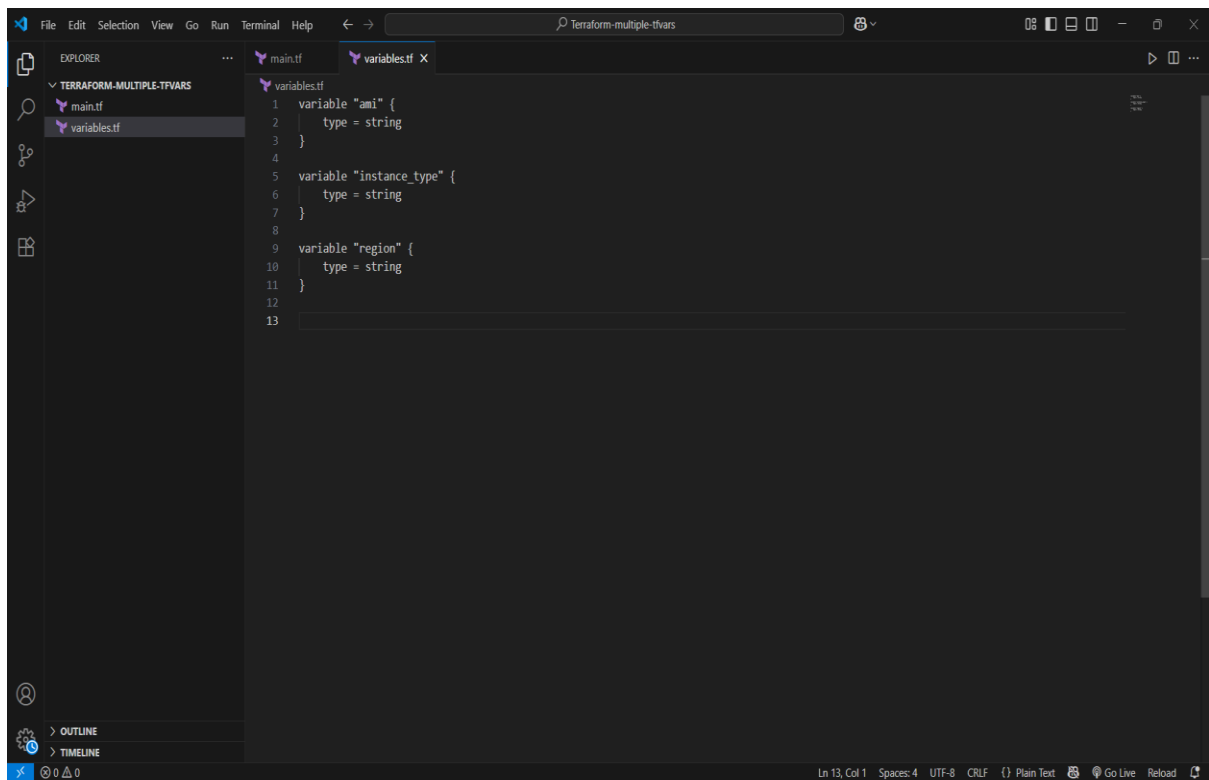 File Edit Selection View Go Run Terminal Help
Terraform-multiple-tfvars
EXPLORER
TERRAFORM-MULTIPLE-TFVARS
main.tf
variables.tf
main.tf
variables.tf
variables.tf
1 variable "ami" {
2 type = string
3 }
4
5 variable "instance_type" {
6 type = string
7 }
8
9 variable "region" {
10 type = string
11 }
12
13
OUTLINE
TIMELINE
0 0
Ln 13, Col 1 Spaces: 4 UTF-8 CRLF {} Plain Text Go Live Reload